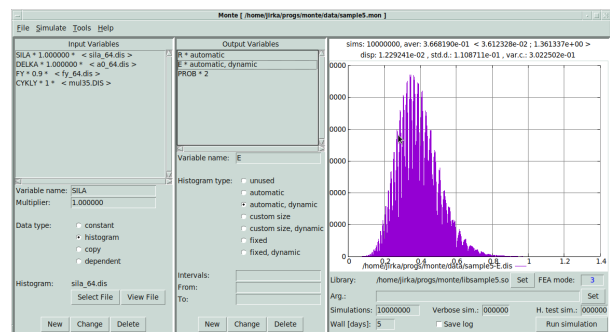 Monte [ /home/jirka/progs/monte/data/sample5.mon ]
File Simulate Tools Help
Input Variables
SILA * 1.000000 * < sila_64.dis >
DELKA * 1.000000 * < a0_64.dis >
FY * 0.9 * < fy_64.dis >
CYKLY * 1 * < mul35.DIS >
Variable name: SILA
Multiplier: 1.000000
Data type:
constant
histogram
copy
dependent
Histogram: sila_64.dis
Select File View File
New Change Delete
Output Variables
R * automatic
E * automatic, dynamic
PROB * 2
Variable name: E
Histogram type:
unused
automatic
automatic, dynamic
custom size
custom size, dynamic
fixed
fixed, dynamic
Intervals:
From:
To:
New Change Delete
sims: 10000000, aver: 3.668190e-01 < 3.612328e-02 ; 1.361337e+00 >
disp: 1.229241e-02 , std.d.: 1.108711e-01 , var.c.: 3.022502e-01
0000
0000
0000
0000
0000
0000
0000
0
0 0.2 0.4 0.6 0.8 1 1.2 1.4
/home/jirka/progs/monte/data/sample5-E.dis
Library: /home/jirka/progs/monte/libsample5.so Set FEA mode: 3
Arg.: Set
Simulations: 10000000 Verbose sim.: 000000 H. test sim.: 000000
Wall [days]: 5 Save log Run simulation